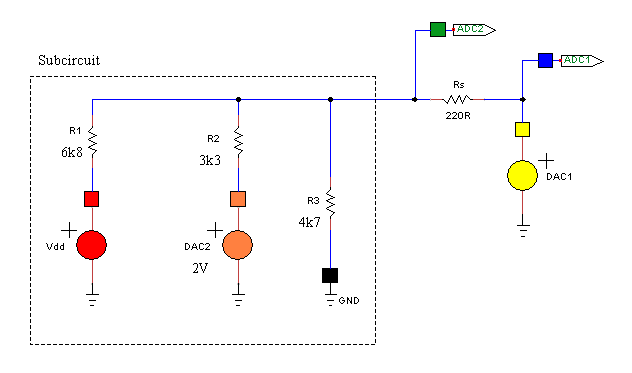 ADC2
Subcircuit
ADC1
Rs
220R
R1
6k8
R2
3k3
DAC1
R3
4k7
Vdd
DAC2
2V
GND